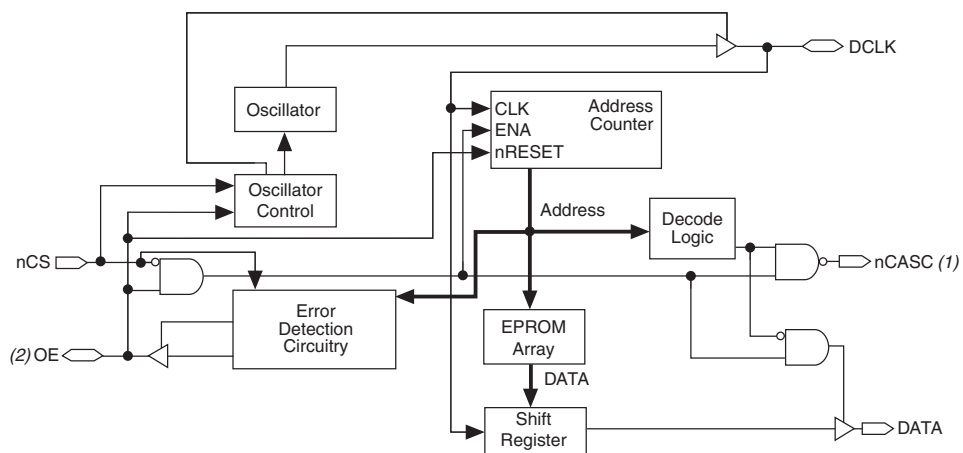 DCLK
CLK
Address
Counter
ENA
nRESET
Oscillator
Oscillator
Control
Address
Decode
Logic
nCS
nCASC (1)
Error
Detection
Circuitry
EPROM
Array
(2) OE
DATA
Shift
Register
DATA